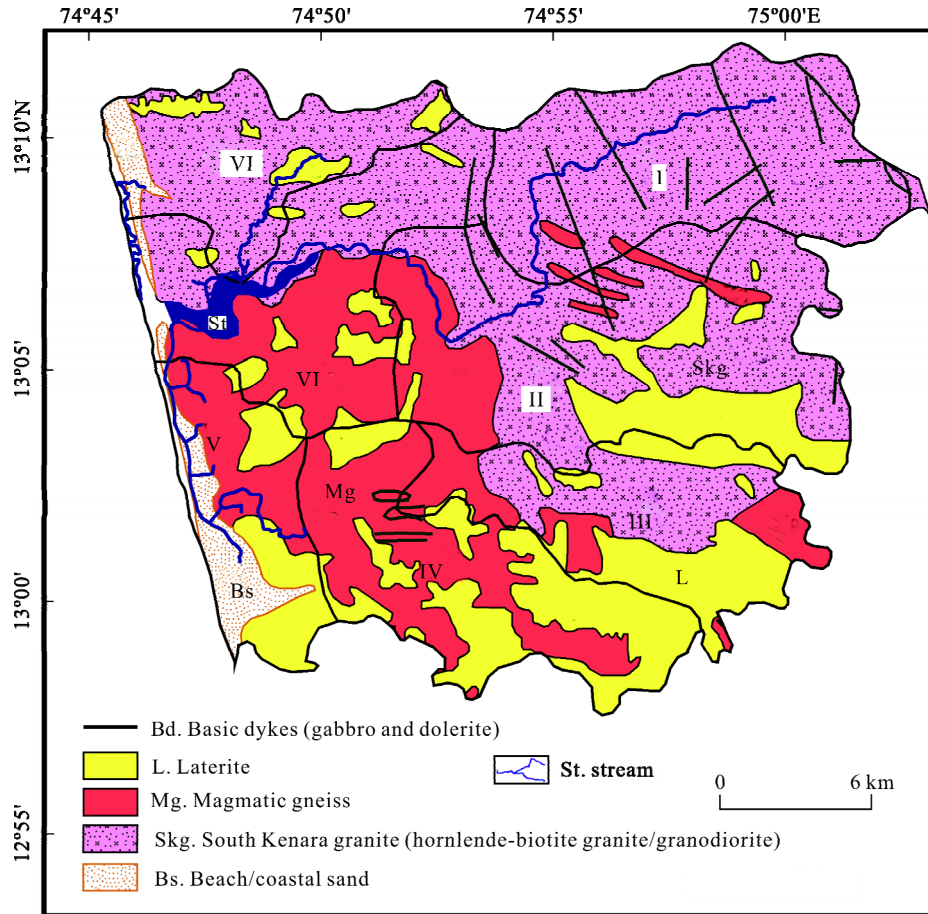 74°45' 74°50' 74°55' 75°00'E
13°10'N
13°05'
13°00'
12°55'
VI
I
St
VI
Skg
II
V
Mg
III
IV
L
Bs
Bd. Basic dykes (gabbro and dolerite)
L. Laterite
St. stream
0 6 km
Mg. Magmatic gneiss
Skg. South Kenara granite (hornlende-biotite granite/granodiorite)
Bs. Beach/coastal sand